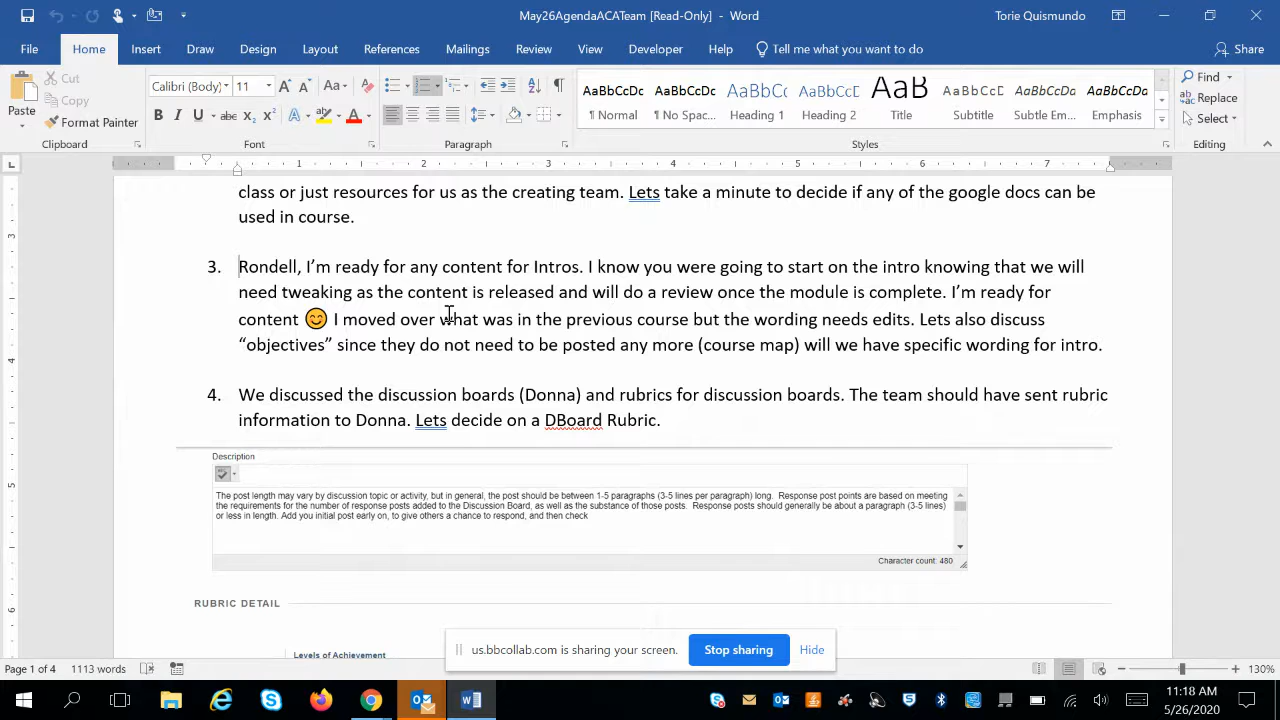 May26AgendaACATeam [Read-Only] - Word
Torie Quismundo
File Home Insert Draw Design Layout References Mailings Review View Developer Help Tell me what you want to do Share
Paste
Cut
Copy
Format Painter
Clipboard
Calibri (Body) 11
Font
Paragraph
AaBbCcDc AaBbCcDc AaBbCc AaBbCcD AaB AaBbCcD AaBbCcDa AaBbCcDa
¶ Normal ¶ No Spac... Heading 1 Heading 2 Title Subtitle Subtle Em... Emphasis
Styles
Find
Replace
Select
Editing
1 2 3 4 5 6 7
class or just resources for us as the creating team. Lets take a minute to decide if any of the google docs can be
used in course.
3. Rondell, I’m ready for any content for Intros. I know you were going to start on the intro knowing that we will
need tweaking as the content is released and will do a review once the module is complete. I’m ready for
content 😊 I moved over what was in the previous course but the wording needs edits. Lets also discuss
“objectives” since they do not need to be posted any more (course map) will we have specific wording for intro.
4. We discussed the discussion boards (Donna) and rubrics for discussion boards. The team should have sent rubric
information to Donna. Lets decide on a DBoard Rubric.
Description
The post length may vary by discussion topic or activity, but in general, the post should be between 1-5 paragraphs (3-5 lines per paragraph) long. Response post points are based on meeting
the requirements for the number of response posts added to the Discussion Board, as well as the substance of those posts. Response posts should generally be about a paragraph (3-5 lines)
or less in length. Add you initial post early on, to give others a chance to respond, and then check
Character count: 480
RUBRIC DETAIL
Levels of Achievement
us.bbcollab.com is sharing your screen. Stop sharing Hide
Page 1 of 4 1113 words 130%
11:18 AM
5/26/2020